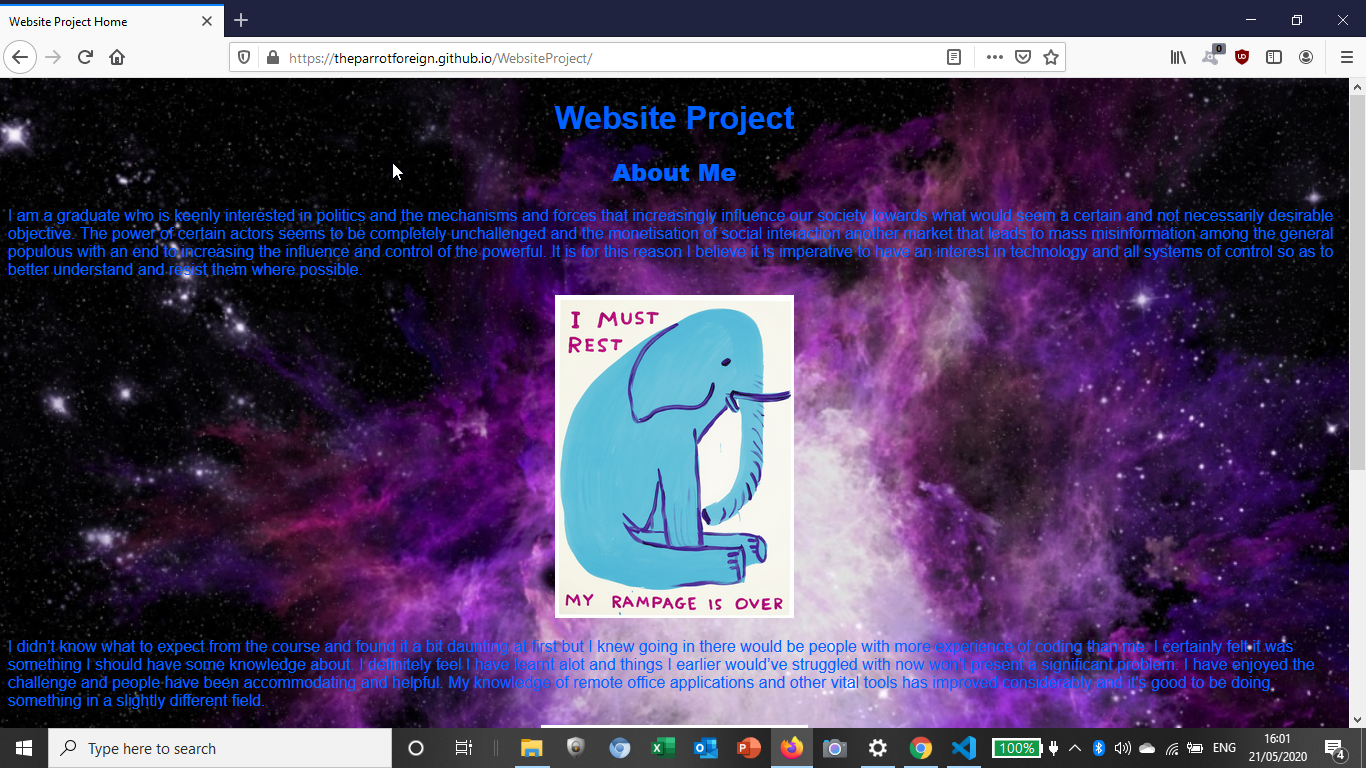 Website Project Home
https://theparrotforeign.github.io/WebsiteProject/
0
Website Project
About Me
I am a graduate who is keenly interested in politics and the mechanisms and forces that increasingly influence our society towards what would seem a certain and not necessarily desirable
objective. The power of certain actors seems to be completely unchallenged and the monetisation of social interaction another market that leads to mass misinformation among the general
populous with an end to increasing the influence and control of the powerful. It is for this reason I believe it is imperative to have an interest in technology and all systems of control so as to
better understand and resist them where possible.
I MUST
REST
MY RAMPAGE IS OVER
I didn't know what to expect from the course and found it a bit daunting at first but I knew going in there would be people with more experience of coding than me. I certainly felt it was
something I should have some knowledge about. I definitely feel I have learnt alot and things I earlier would've struggled with now won't present a significant problem. I have enjoyed the
challenge and people have been accommodating and helpful. My knowledge of remote office applications and other vital tools has improved considerably and it's good to be doing
something in a slightly different field.
Type here to search
100%
ENG
16:01
21/05/2020
4